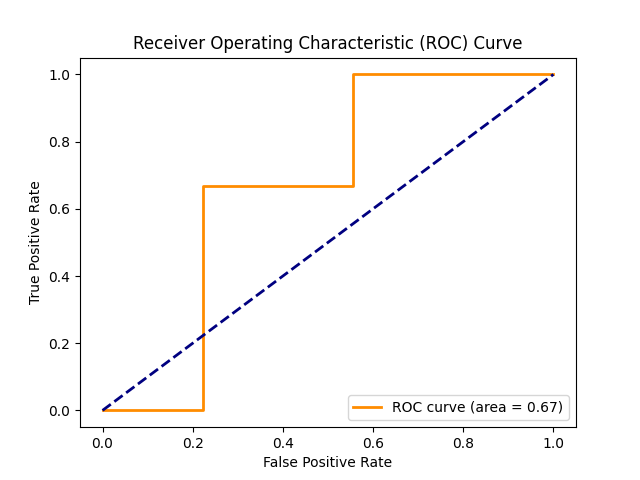 Receiver Operating Characteristic (ROC) Curve
1.0
0.8
0.6
0.4
0.2
0.0
True Positive Rate
0.0 0.2 0.4 0.6 0.8 1.0
False Positive Rate
ROC curve (area = 0.67)